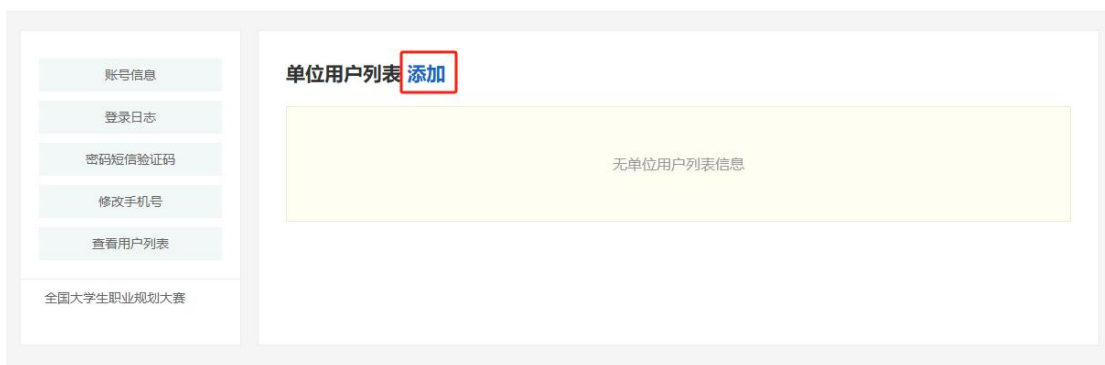 账号信息
登录日志
密码短信验证码
修改手机号
查看用户列表
全国大学生职业规划大赛
单位用户列表 添加
无单位用户列表信息